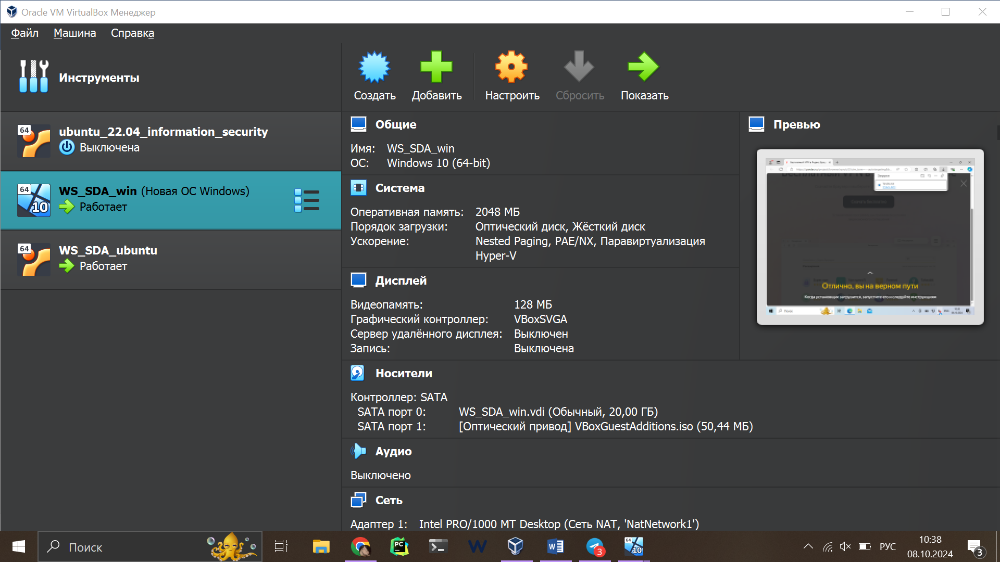 Oracle VM VirtualBox Менеджер
Файл Машина Справка
Инструменты
Создать Добавить Настроить Сбросить Показать
64
ubuntu_22.04_information_security
Выключена
64
10
WS_SDA_win (Новая ОС Windows)
Работает
64
WS_SDA_ubuntu
Работает
Общие
Имя: WS_SDA_win
ОС: Windows 10 (64-bit)
Система
Оперативная память: 2048 МБ
Порядок загрузки: Оптический диск, Жёсткий диск
Ускорение: Nested Paging, PAE/NX, Паравиртуализация
Hyper-V
Дисплей
Видеопамять: 128 МБ
Графический контроллер: VBoxSVGA
Сервер удалённого дисплея: Выключен
Запись: Выключена
Превью
Отлично, вы на верном пути
Носители
Контроллер: SATA
SATA порт 0: WS_SDA_win.vdi (Обычный, 20,00 ГБ)
SATA порт 1: [Оптический привод] VBoxGuestAdditions.iso (50,44 МБ)
Аудио
Выключено
Сеть
Адаптер 1: Intel PRO/1000 MT Desktop (Сеть NAT, 'NatNetwork1')
Поиск
PC
W
W
3
64
10
РУС
10:38
08.10.2024
3